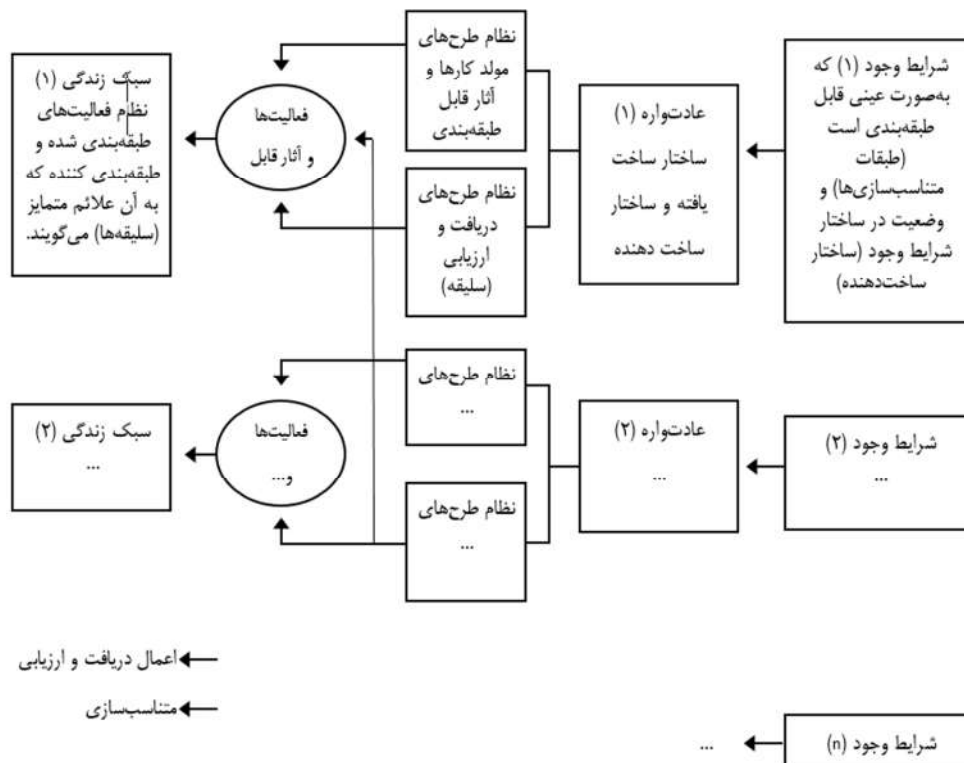 شرایط وجود (۱) که
به‌صورت عینی قابل
طبقه‌بندی است
(طبقات
متناسب‌سازی‌ها) و
وضعیت در ساختار
شرایط وجود (ساختار
ساخت‌دهنده)
عادت‌واره (۱)
ساختار ساخت
یافته و ساختار
ساخت دهنده
نظام طرح‌های
مولد کارها و
آثار قابل
طبقه‌بندی
نظام طرح‌های
دریافت و
ارزیابی
(سلیقه)
فعالیت‌ها
و آثار قابل
سبک زندگی (۱)
نظام فعالیت‌های
طبقه‌بندی شده و
طبقه‌بندی کننده که
به آن علائم متمایز
(سلیقه‌ها) می‌گویند.
شرایط وجود (۲)
...
عادت‌واره (۲)
...
نظام طرح‌های
...
نظام طرح‌های
...
فعالیت‌ها
و...
سبک زندگی (۲)
...
اعمال دریافت و ارزیابی
متناسب‌سازی
شرایط وجود (n)
...